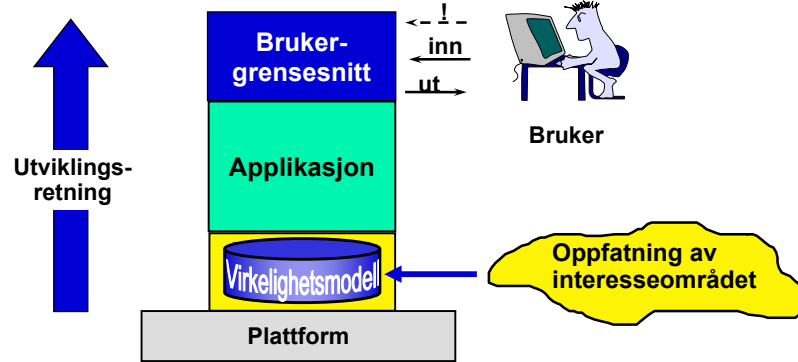 !
Bruker-
grensesnitt
inn
ut
Bruker
Applikasjon
Utviklings-
retning
Virkelighetsmodell
Oppfatning av
interesseområdet
Plattform